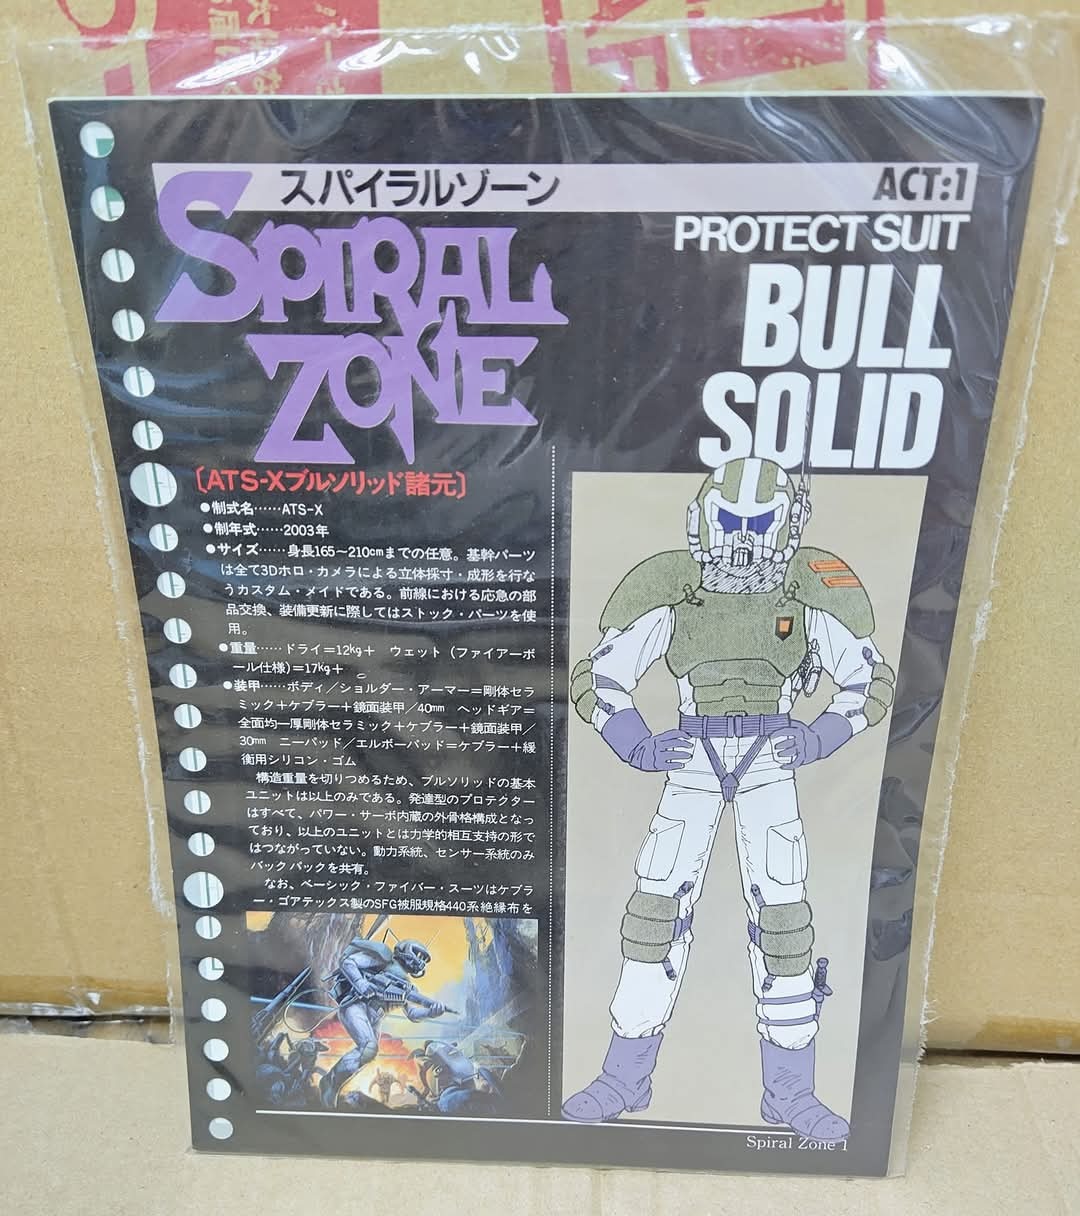 スパイラルゾーン
ACT:1
SPIRAL
ZONE
PROTECT SUIT
BULL
SOLID
〔ATS-Xブルソリッド諸元〕
●制式名……ATS-X
●制年式……2003年
●サイズ……身長165〜210cmまでの任意。基幹パーツ
は全て3Dホロ・カメラによる立体採寸・成形を行な
うカスタム・メイドである。前線における応急の部
品交換、装備更新に際してはストック・パーツを使
用。
●重量……ドライ=12kg+ ウェット（ファイアーボ
ール仕様)=17kg+
●装甲……ボディ／ショルダー・アーマー=剛体セラ
ミック+ケブラー+鏡面装甲／40mm ヘッドギア=
全面均一厚剛体セラミック+ケブラー+鏡面装甲／
30mm ニーパッド／エルボーパッド=ケブラー+緩
衝用シリコン・ゴム
構造重量を切りつめるため、ブルソリッドの基本
ユニットは以上のみである。発達型のプロテクター
はすべて、パワー・サーボ内蔵の外骨格構成となっ
ており、以上のユニットとは力学的相互支持の形で
はつながっていない。動力系統、センサー系統のみ
バックパックを共有。
なお、ベーシック・ファイバー・スーツはケブラ
ー・ゴアテックス製のSFG被服規格440系絶縁布を
Spiral Zone 1